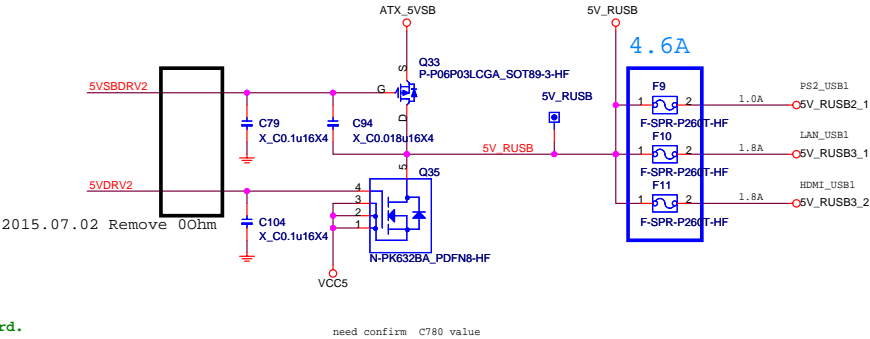 ATX_5VSB
5V_RUSB
4.6A
S
Q33
P-P06P03LCGA_SOT89-3-HF
G
D
5VSBDRV2
C79
X_C0.1u16X4
C94
X_C0.018u16X4
5V_RUSB
5V_RUSB
F9
1
2
F-SPR-P260T-HF
1.0A
PS2_USB1
5V_RUSB2_1
F10
1
2
F-SPR-P260T-HF
1.8A
LAN_USB1
5V_RUSB3_1
F11
1
2
F-SPR-P260T-HF
1.8A
HDMI_USB1
5V_RUSB3_2
5VDRV2
5
Q35
4
3
2
1
C104
X_C0.1u16X4
N-PK632BA_PDFN8-HF
VCC5
2015.07.02 Remove 0Ohm
rd.
need confirm C780 value